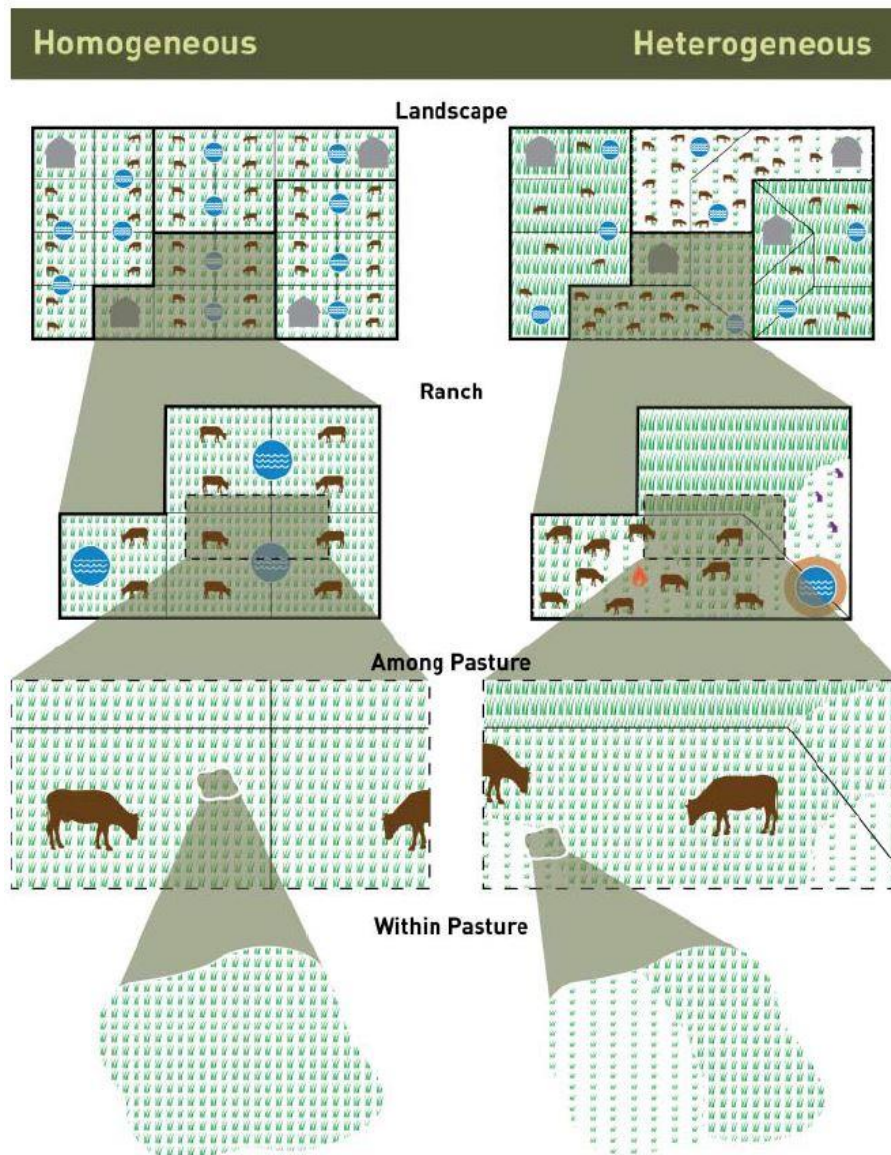 Homogeneous
Heterogeneous
Landscape
Ranch
Among Pasture
Within Pasture